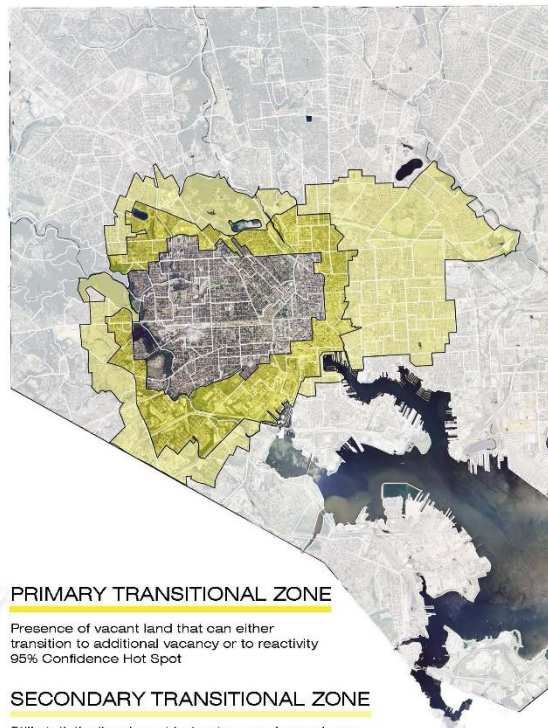 PRIMARY TRANSITIONAL ZONE
Presence of vacant land that can either
transition to additional vacancy or to reactivity
95% Confidence Hot Spot
SECONDARY TRANSITIONAL ZONE